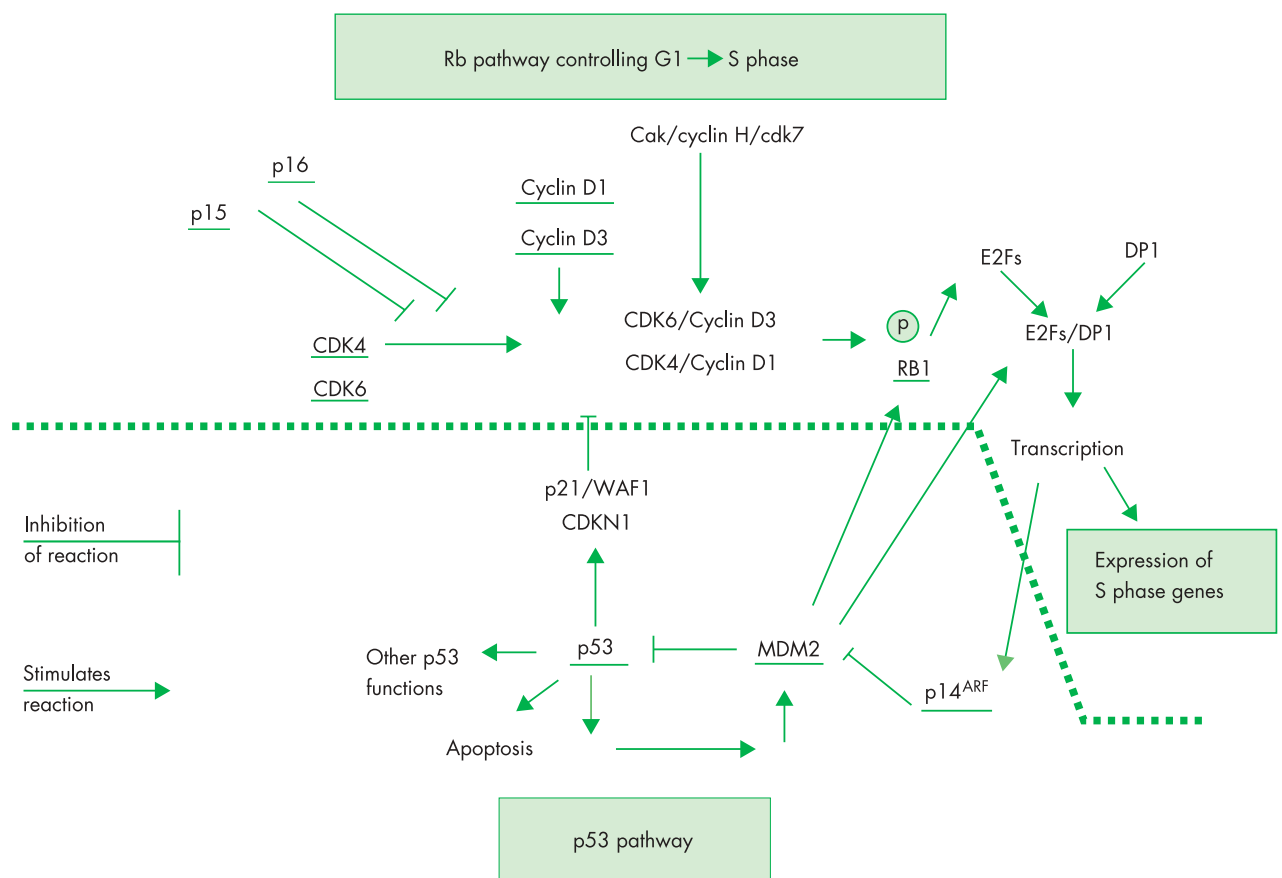 Rb pathway controlling G1 → S phase
Cak/cyclin H/cdk7
p16
p15
Cyclin D1
Cyclin D3
E2Fs
DP1
CDK6/Cyclin D3
CDK4/Cyclin D1
p
RB1
E2Fs/DP1
CDK4
CDK6
Transcription
p21/WAF1
CDKN1
Inhibition
of reaction
Expression of
S phase genes
Stimulates
reaction
Other p53
functions
p53
MDM2
p14ARF
Apoptosis
p53 pathway